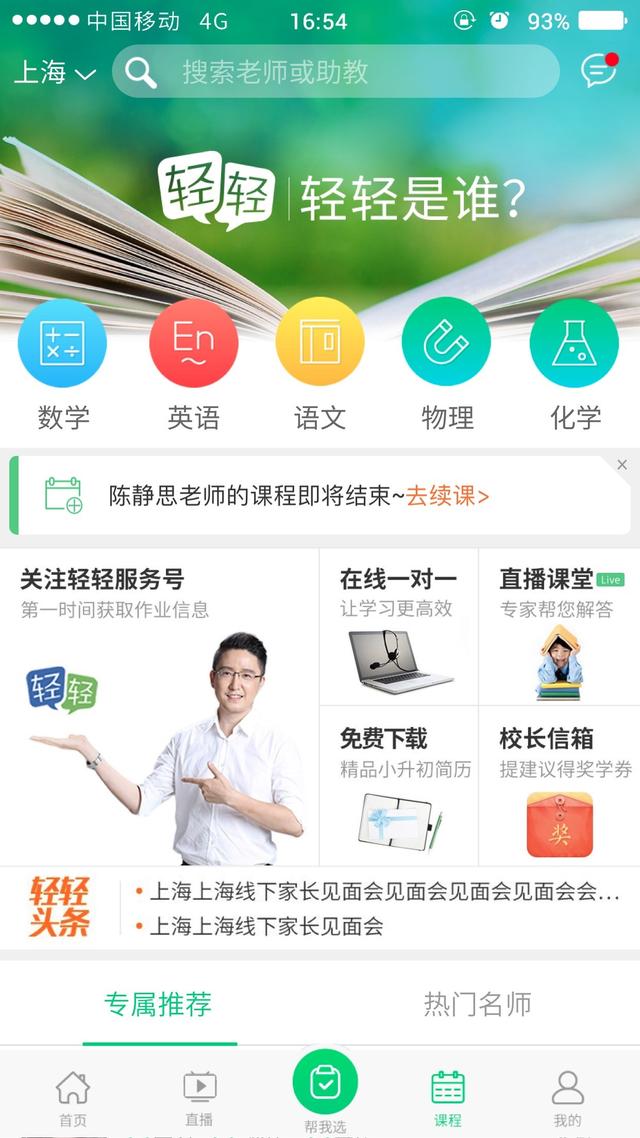 中国移动 4G 16:54 93%
上海 搜索老师或助教
轻轻 轻轻是谁?
En
数学 英语 语文 物理 化学
陈静思老师的课程即将结束~去续课>
关注轻轻服务号
第一时间获取作业信息
轻轻
在线一对一
让学习更高效
直播课堂 Live
专家帮您解答
免费下载
精品小升初简历
校长信箱
提建议得奖学券
奖
轻轻头条
•上海上海线下家长见面会见面会见面会见面会会...
•上海上海线下家长见面会
专属推荐 热门名师
首页 直播 帮我选 课程 我的